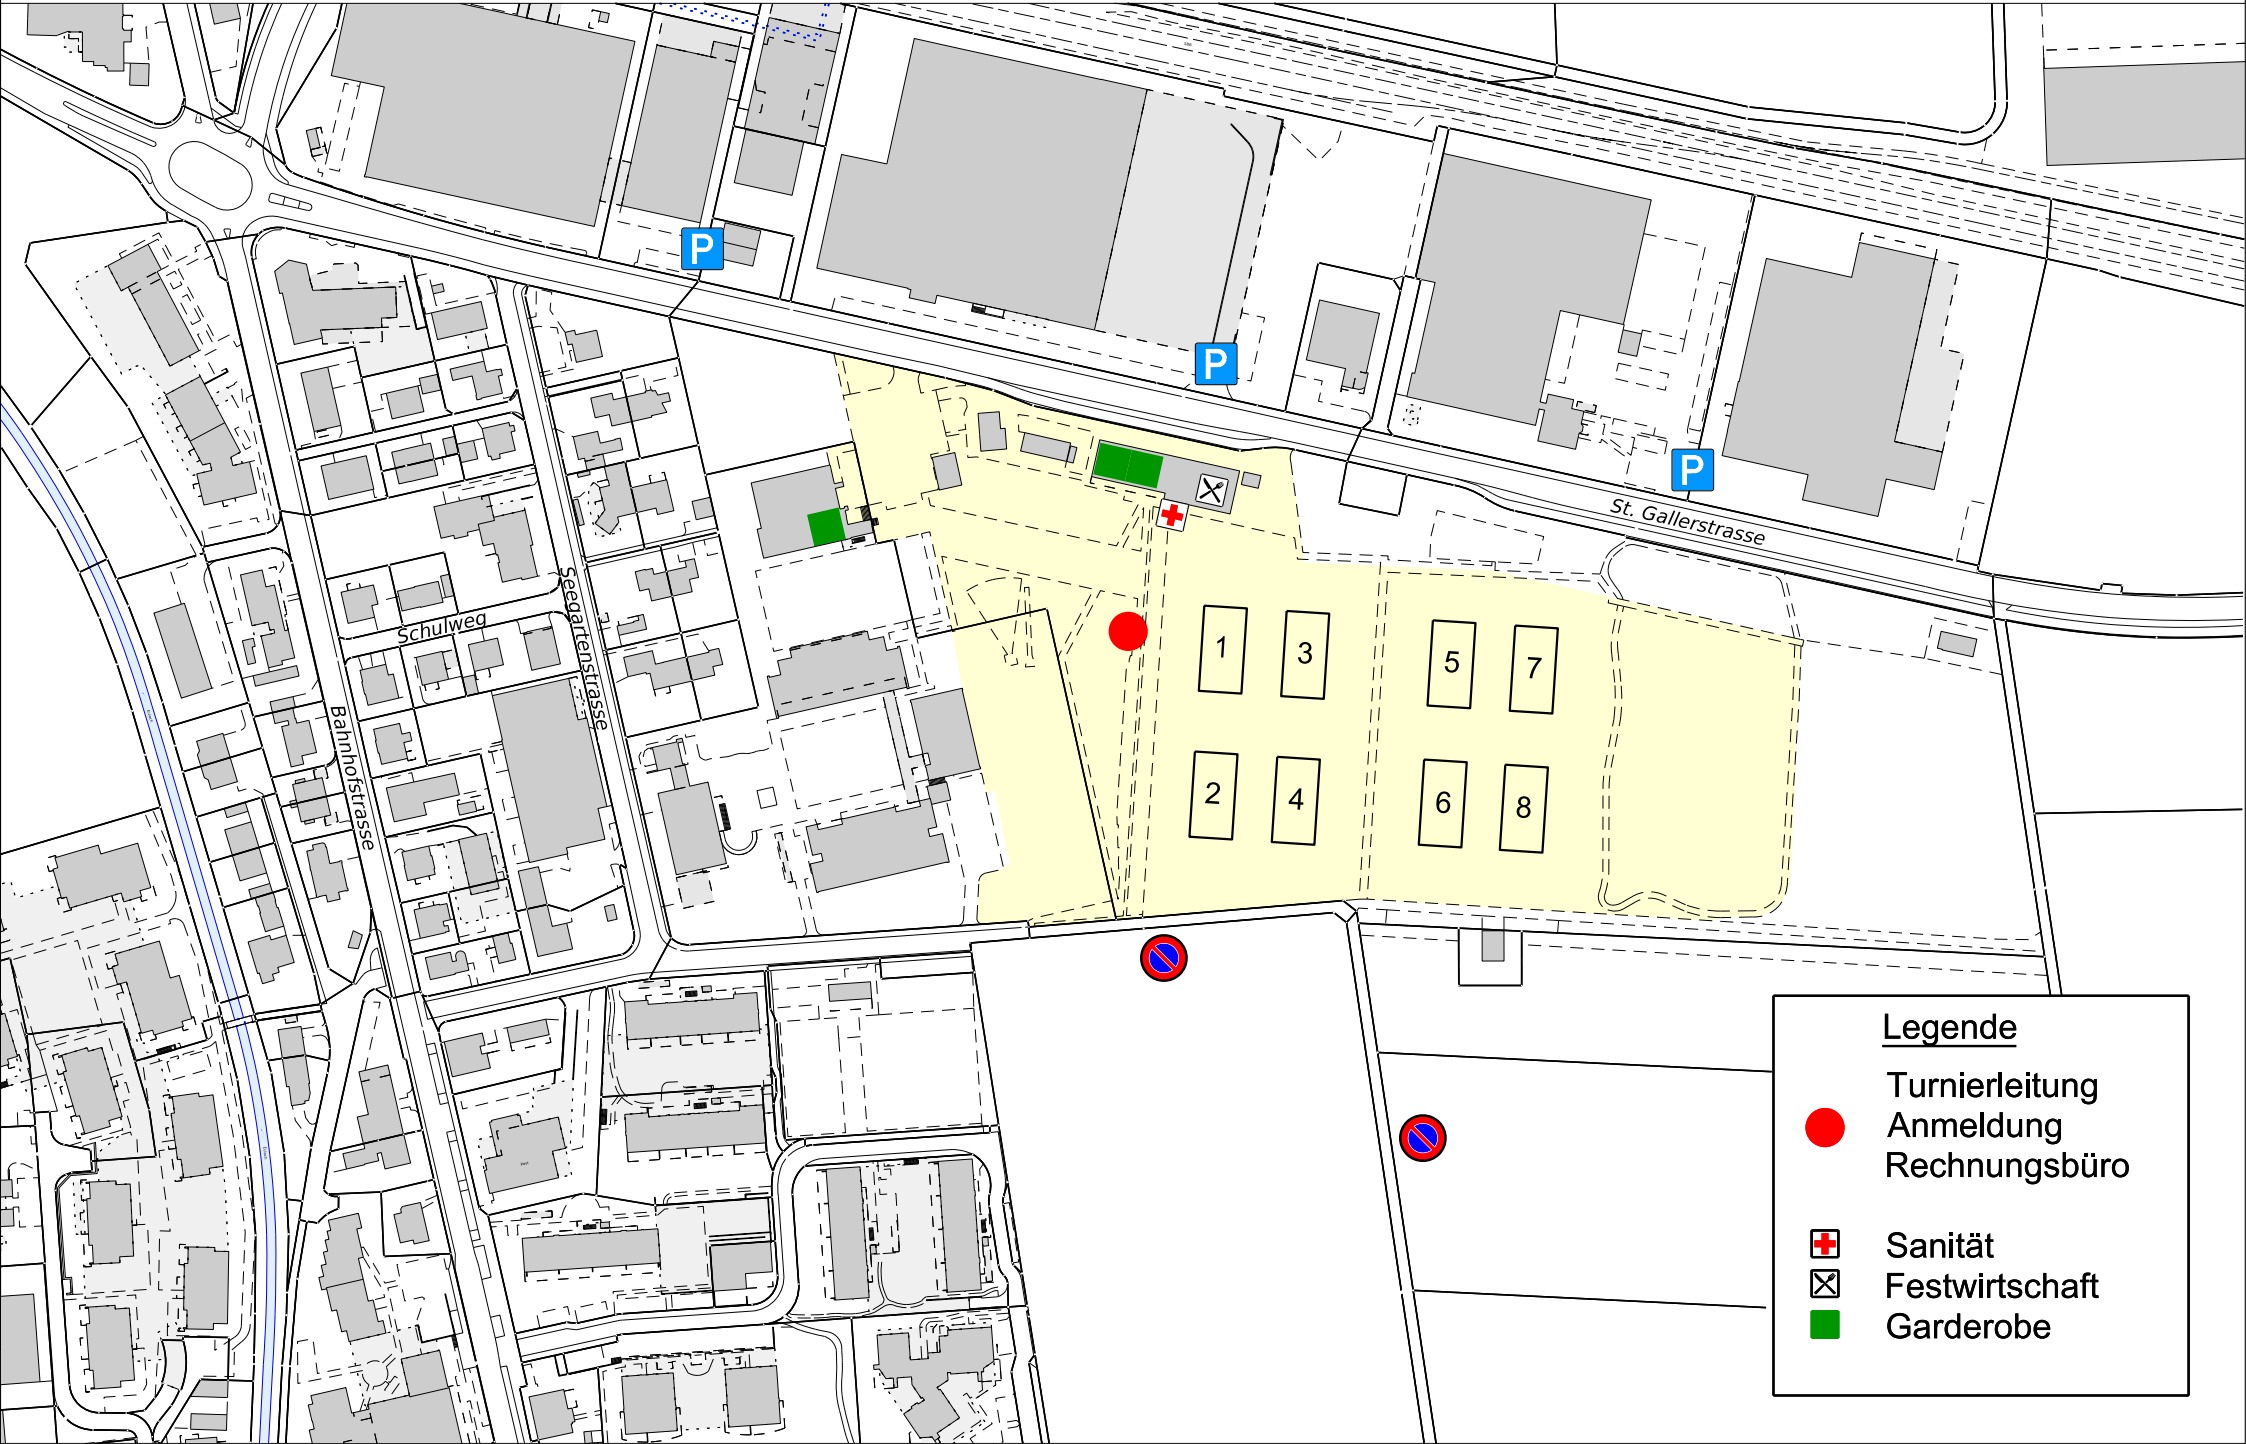 P
P
P
St. Gallerstrasse
Schulweg
Seegartenstrasse
Bahnhofstrasse
1
3
5
7
2
4
6
8
Legende
Turnierleitung
Anmeldung
Rechnungsbüro
Sanität
Festwirtschaft
Garderobe